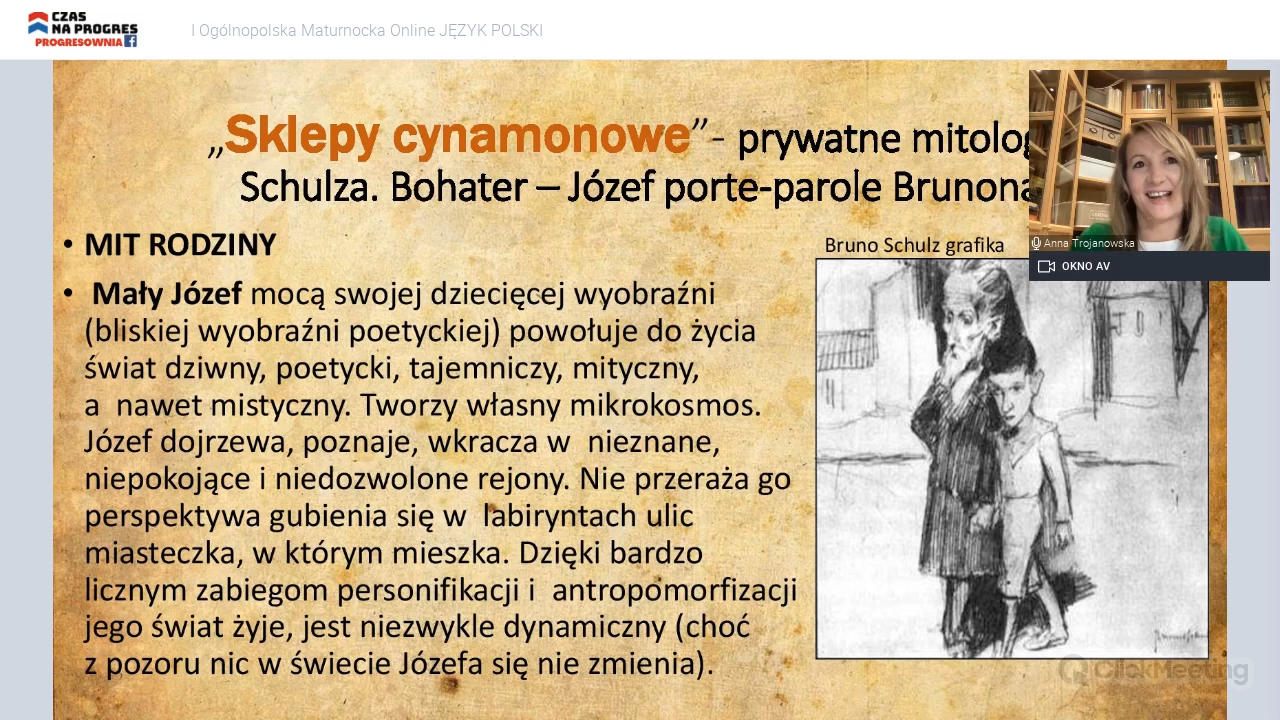 CZAS
NA PROGRES
PROGRESOWNIA
I Ogólnopolska Maturnocka Online JĘZYK POLSKI
„Sklepy cynamonowe”- prywatne
Schulza. Bohater – Józef porte-parole Brunona
• MIT RODZINY
• Mały Józef mocą swojej dziecięcej wyobraźni
(bliskiej wyobraźni poetyckiej) powołuje do życia
świat dziwny, poetycki, tajemniczy, mityczny,
a nawet mistyczny. Tworzy własny mikrokosmos.
Józef dojrzewa, poznaje, wkracza w nieznane,
niepokojące i niedozwolone rejony. Nie przeraża go
perspektywa gubienia się w labiryntach ulic
miasteczka, w którym mieszka. Dzięki bardzo
licznym zabiegom personifikacji i antropomorfizacji
jego świat żyje, jest niezwykle dynamiczny (choć
z pozoru nic w świecie Józefa się nie zmienia).
Bruno Schulz grafika
Anna Trojanowska
OKNO AV
ClickMeeting